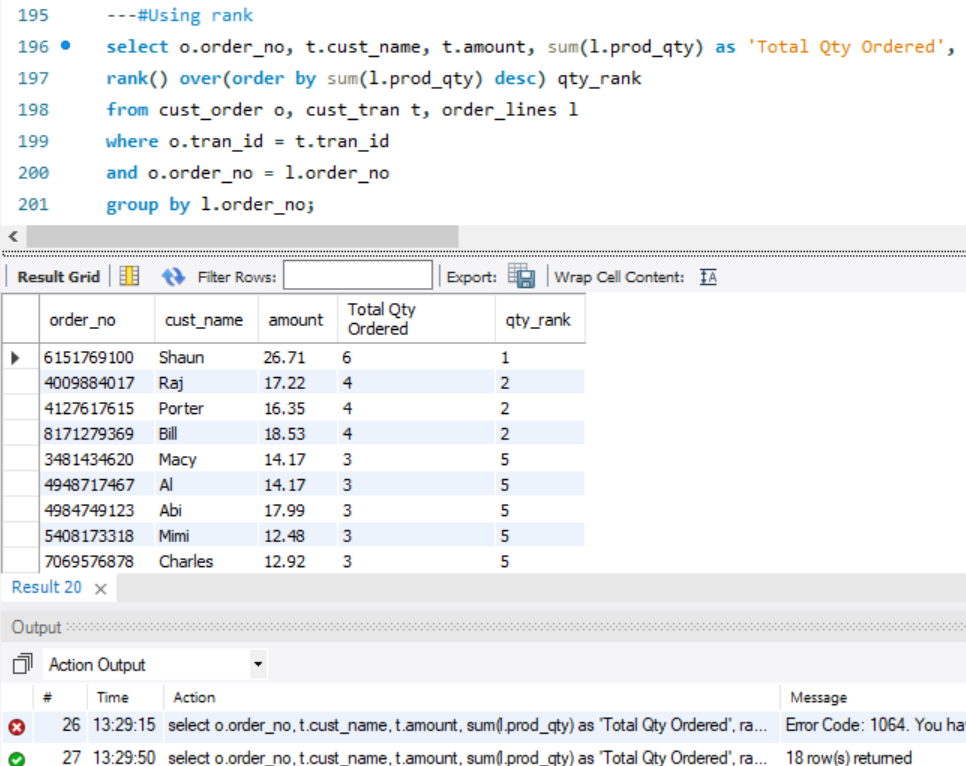 195 ---#Using rank
196 select o.order_no, t.cust_name, t.amount, sum(l.prod_qty) as 'Total Qty Ordered',
197 rank() over(order by sum(l.prod_qty) desc) qty_rank
198 from cust_order o, cust_tran t, order_lines l
199 where o.tran_id = t.tran_id
200 and o.order_no = l.order_no
201 group by l.order_no;
Result Grid Filter Rows: Export: Wrap Cell Content: IA
order_no cust_name amount Total Qty Ordered qty_rank
6151769100 Shaun 26.71 6 1
4009884017 Raj 17.22 4 2
4127617615 Porter 16.35 4 2
8171279369 Bill 18.53 4 2
3481434620 Macy 14.17 3 5
4948717467 Al 14.17 3 5
4984749123 Abi 17.99 3 5
5408173318 Mimi 12.48 3 5
7069576878 Charles 12.92 3 5
Result 20 ×
Output
Action Output
# Time Action Message
26 13:29:15 select o.order_no, t.cust_name, t.amount, sum(l.prod_qty) as 'Total Qty Ordered', ra... Error Code: 1064. You ha
27 13:29:50 select o.order_no, t.cust_name, t.amount, sum(l.prod_qty) as 'Total Qty Ordered', ra... 18 row(s) returned